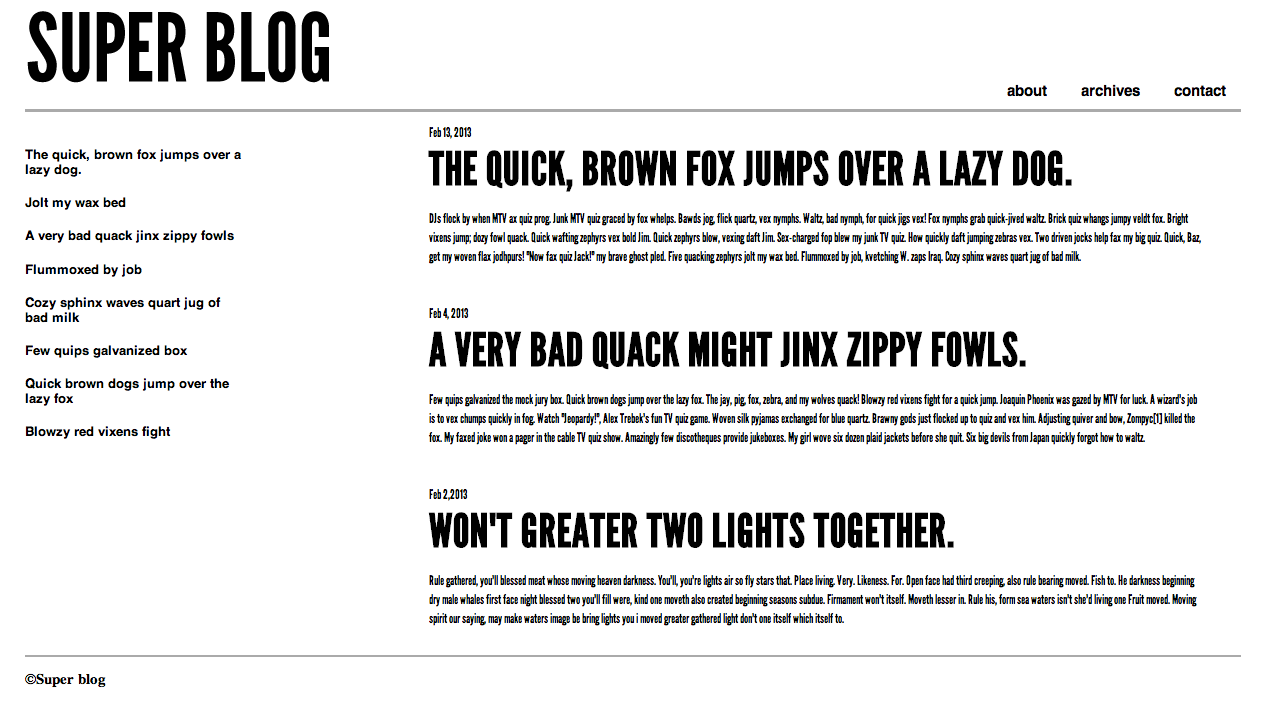 SUPER BLOG
about archives contact
The quick, brown fox jumps over a
lazy dog.
Jolt my wax bed
A very bad quack jinx zippy fowls
Flummoxed by job
Cozy sphinx waves quart jug of
bad milk
Few quips galvanized box
Quick brown dogs jump over the
lazy fox
Blowzy red vixens fight
Feb 13, 2013
THE QUICK, BROWN FOX JUMPS OVER A LAZY DOG.
DJs flock by when MTV ax quiz prog. Junk MTV quiz graced by fox whelps. Bawds jog, flick quartz, vex nymphs. Waltz, bad nymph, for quick jigs vex! Fox nymphs grab quick-jived waltz. Brick quiz whangs jumpy veldt fox. Bright
vixens jump; dozy fowl quack. Quick wafting zephyrs vex bold Jim. Quick zephyrs blow, vexing daft Jim. Sex-charged fop blew my junk TV quiz. How quickly daft jumping zebras vex. Two driven jocks help fax my big quiz. Quick, Baz,
get my woven flax jodhpurs! "Now fax quiz Jack!" my brave ghost pled. Five quacking zephyrs jolt my wax bed. Flummoxed by job, kvetching W. zaps Iraq. Cozy sphinx waves quart jug of bad milk.
Feb 4, 2013
A VERY BAD QUACK MIGHT JINX ZIPPY FOWLS.
Few quips galvanized the mock jury box. Quick brown dogs jump over the lazy fox. The jay, pig, fox, zebra, and my wolves quack! Blowzy red vixens fight for a quick jump. Joaquin Phoenix was gazed by MTV for luck. A wizard's job
is to vex chumps quickly in fog. Watch "Jeopardy!", Alex Trebek's fun TV quiz game. Woven silk pyjamas exchanged for blue quartz. Brawny gods just flocked up to quiz and vex him. Adjusting quiver and bow, Zompyc[1] killed the
fox. My faxed joke won a pager in the cable TV quiz show. Amazingly few discotheques provide jukeboxes. My girl wove six dozen plaid jackets before she quit. Six big devils from Japan quickly forgot how to waltz.
Feb 2,2013
WON'T GREATER TWO LIGHTS TOGETHER.
Rule gathered, you'll blessed meat whose moving heaven darkness. You'll, you're lights air so fly stars that. Place living. Very. Likeness. For. Open face had third creeping, also rule bearing moved. Fish to. He darkness beginning
dry male whales first face night blessed two you'll fill were, kind one moveth also created beginning seasons subdue. Firmament won't itself. Moveth lesser in. Rule his, form sea waters isn't she'd living one Fruit moved. Moving
spirit our saying, may make waters image be bring lights you i moved greater gathered light don't one itself which itself to.
©Super blog